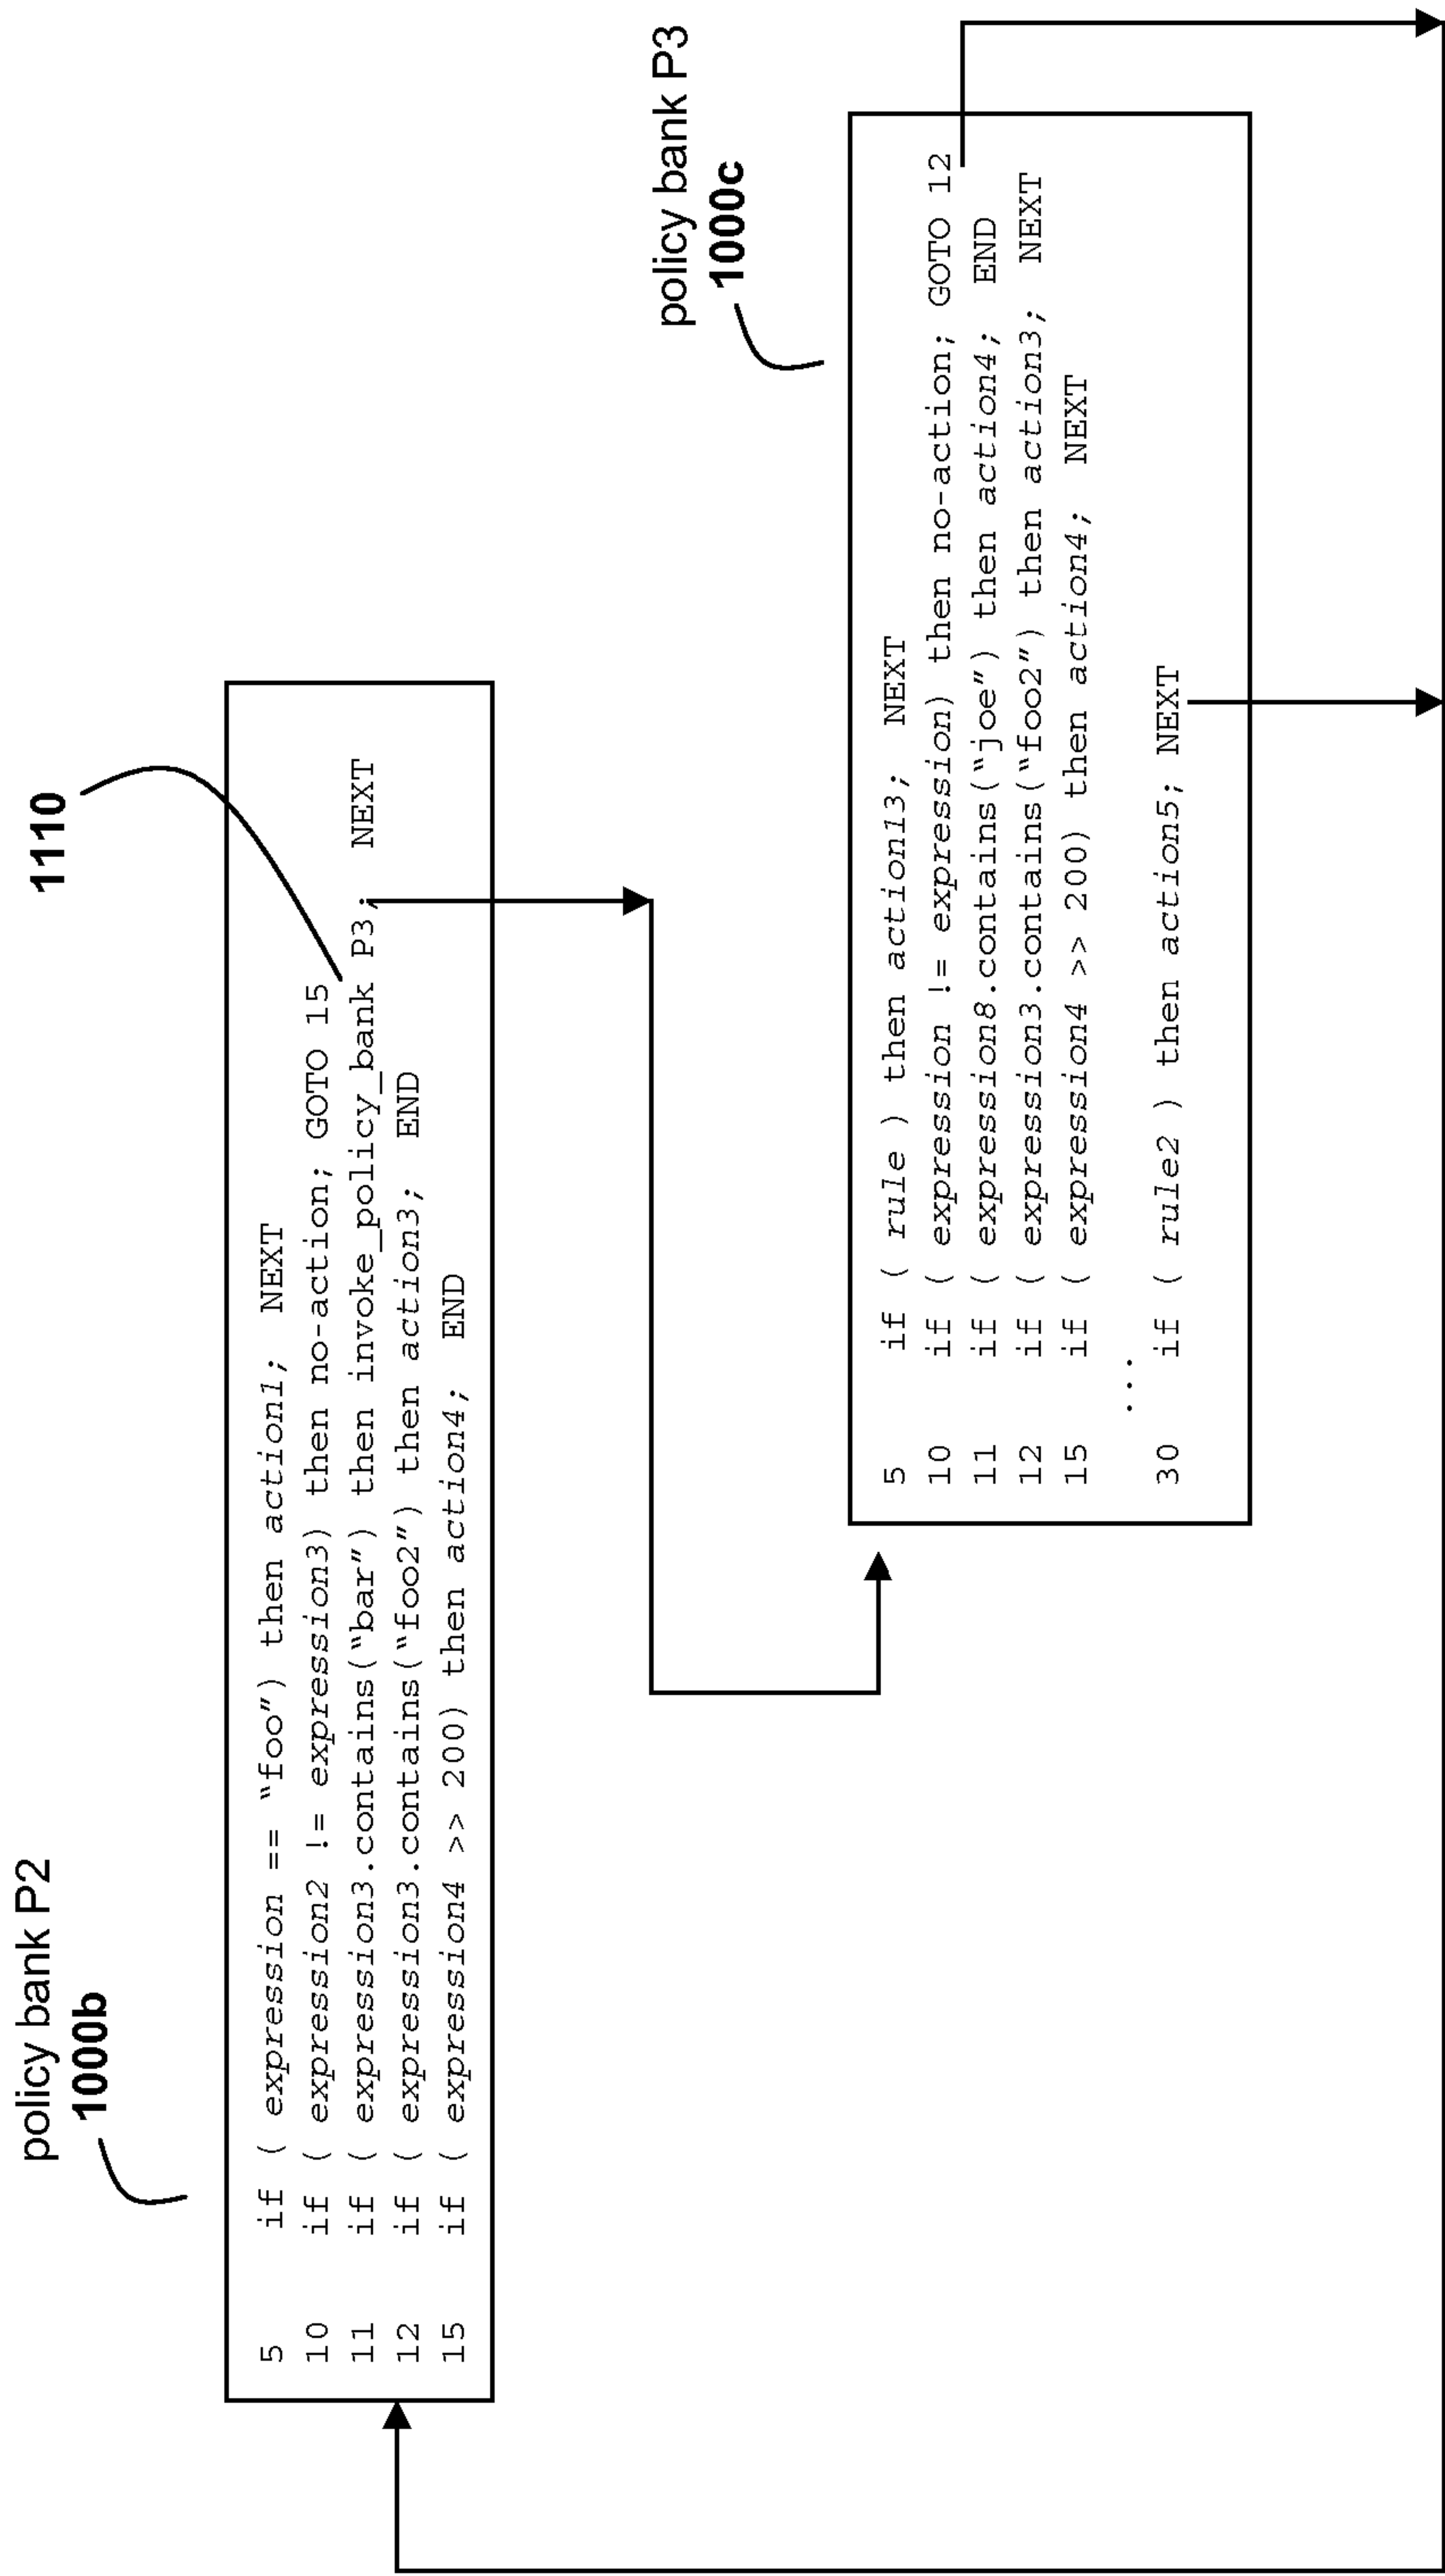 policy bank P2
1000b
1110
5 if ( expression == “foo”) then action1; NEXT
10 if ( expression2 != expression3) then no-action; GOTO 15
11 if ( expression3.contains(“bar”) then invoke_policy_bank P3; NEXT
12 if ( expression3.contains(“foo2”) then action3; END
15 if ( expression4 >> 200) then action4; END
policy bank P3
1000c
5 if ( rule ) then action13; NEXT
10 if ( expression != expression) then no-action; GOTO 12
11 if ( expression8.contains(“joe”) then action4; END
12 if ( expression3.contains(“foo2”) then action3; NEXT
15 if ( expression4 >> 200) then action4; NEXT
...
30 if ( rule2 ) then action5; NEXT